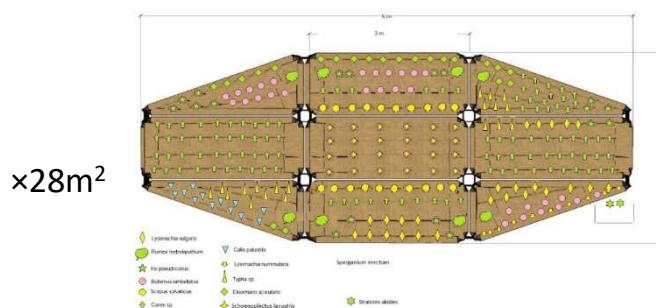 9 m
3 m
×28m²
Lysimachia vulgaris
Rumex hydrolapathum
Iris pseudacorus
Butomus umbellatus
Scirpus sylvaticus
Carex sp
Calla palustris
Lysimachia nummularia
Typha sp.
Eleocharis acicularis
Schoenoplectus lacustris
Sparganium erectum
Stratiotes aloides